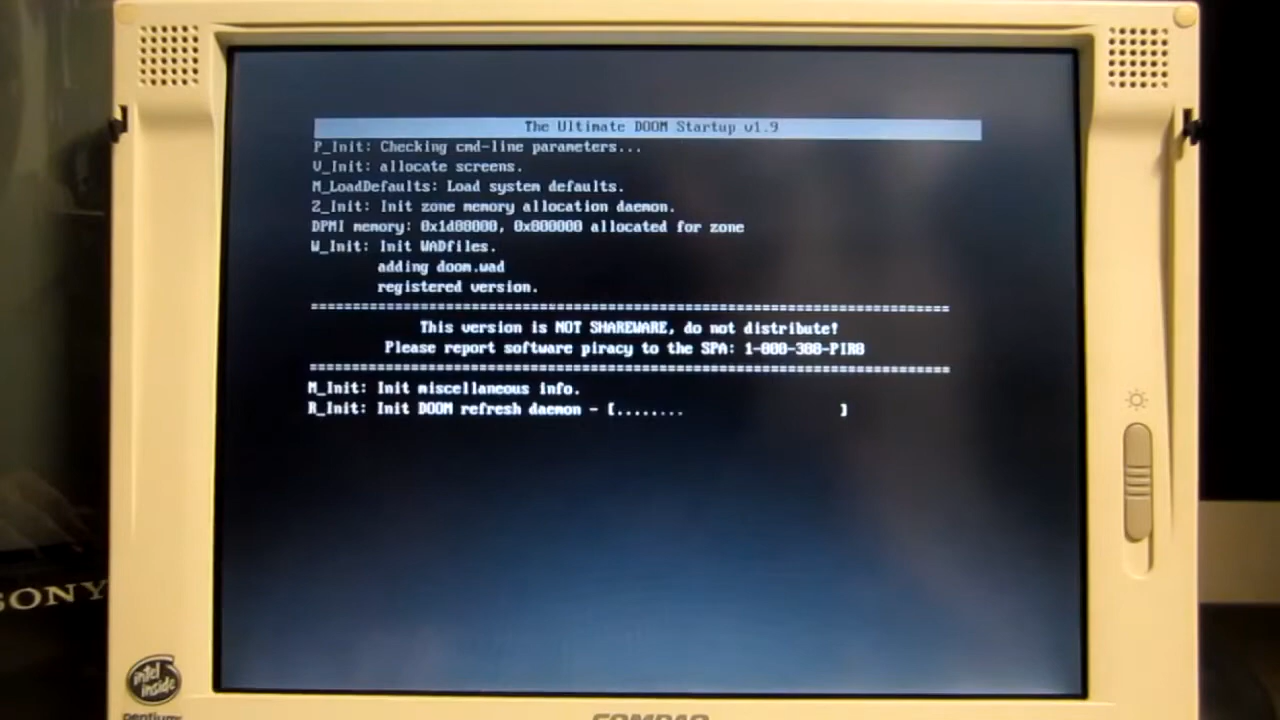 The Ultimate DOOM Startup v1.9
P_Init: Checking cmd-line parameters...
V_Init: allocate screens.
M_LoadDefaults: Load system defaults.
Z_Init: Init zone memory allocation daemon.
DPMI memory: 0x1d88000, 0x800000 allocated for zone
W_Init: Init WADfiles.
adding doom.wad
registered version.
===========================================================================
This version is NOT SHAREWARE, do not distribute!
Please report software piracy to the SPA: 1-800-388-PIR8
===========================================================================
M_Init: Init miscellaneous info.
R_Init: Init DOOM refresh daemon - [........                   ]
SONY
intel
inside
pentium
COMPAQ